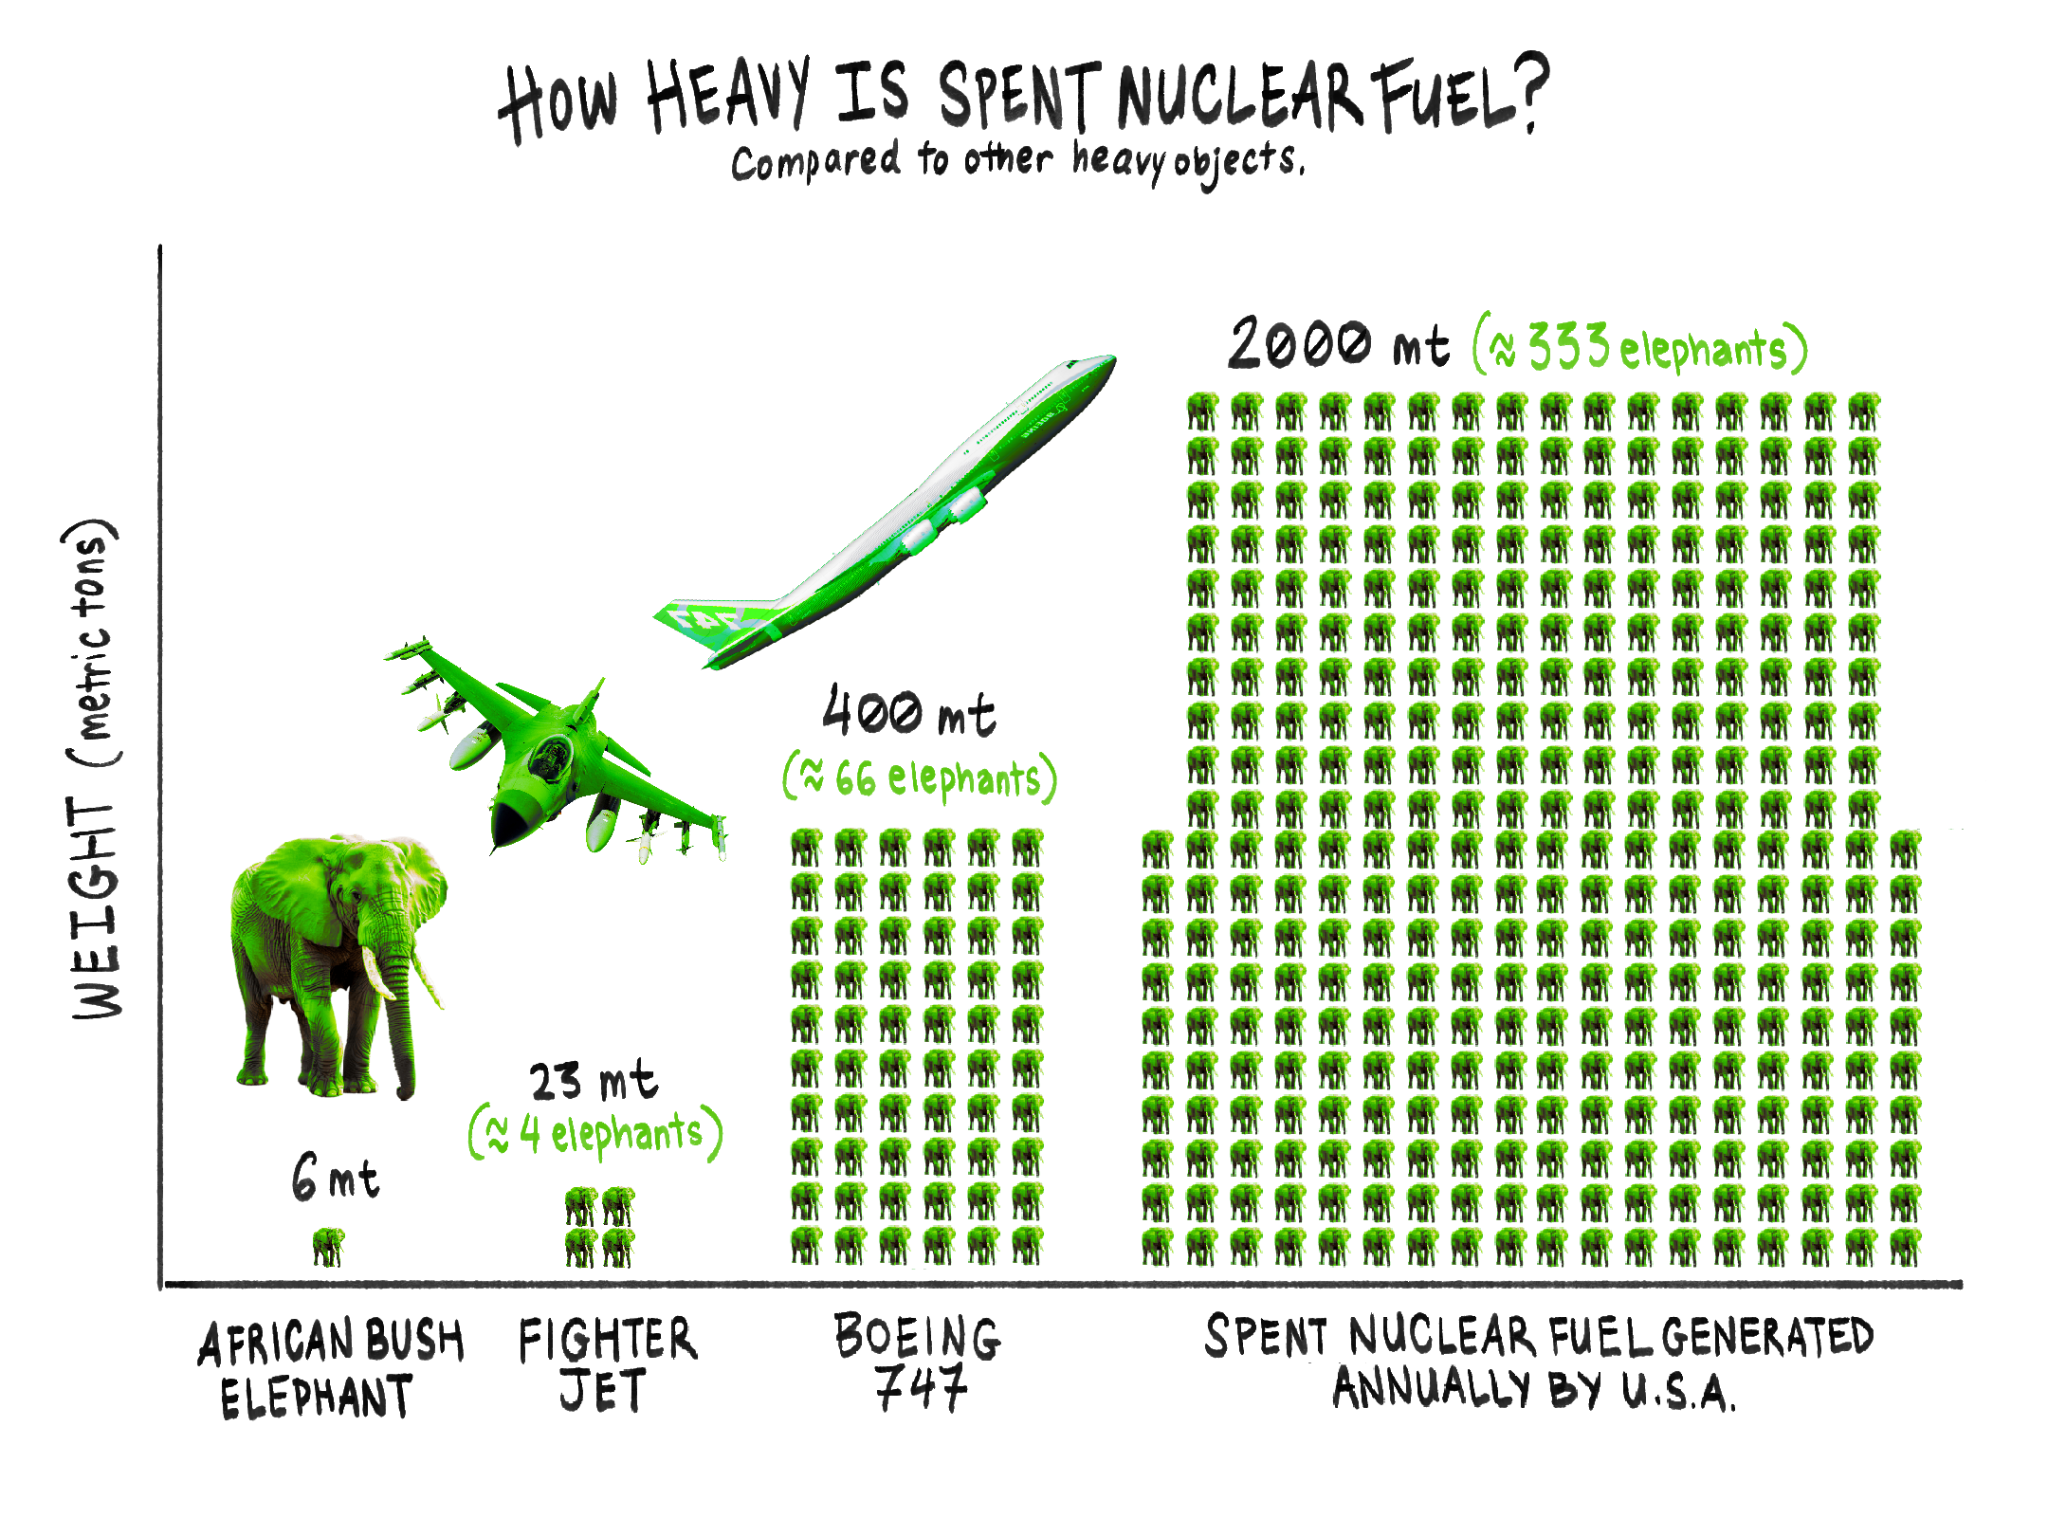 HOW HEAVY IS SPENT NUCLEAR FUEL?
Compared to other heavy objects.
WEIGHT (metric tons)
2000 mt (≈ 333 elephants)
747
400 mt
(≈ 66 elephants)
23 mt
(≈ 4 elephants)
6 mt
AFRICAN BUSH
ELEPHANT
FIGHTER
JET
BOEING
747
SPENT NUCLEAR FUEL GENERATED
ANNUALLY BY U.S.A.